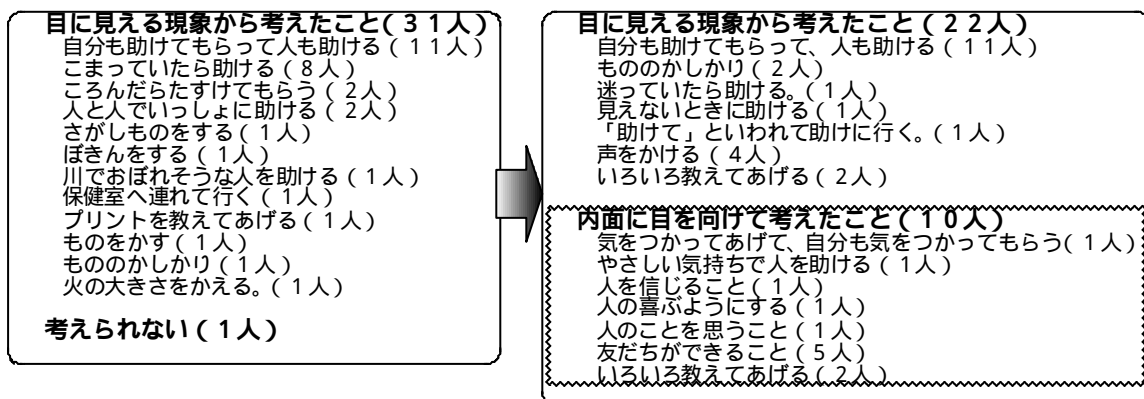 目に見える現象から考えたこと(31人)
自分も助けてもらって人も助ける(11人)
こまっていたら助ける(8人)
ころんだらたすけてもらう(2人)
人と人でいっしょに助ける(2人)
さがしものをする(1人)
ぼきんをする(1人)
川でおぼれそうな人を助ける(1人)
保健室へ連れて行く(1人)
プリントを教えてあげる(1人)
ものをかす(1人)
もののかしかり(1人)
火の大きさをかえる。(1人)
考えられない(1人)
目に見える現象から考えたこと(22人)
自分も助けてもらって、人も助ける(11人)
もののかしかり(2人)
迷っていたら助ける。(1人)
見えないときに助ける(1人)
「助けて」といわれて助けに行く。(1人)
声をかける(4人)
いろいろ教えてあげる(2人)
内面に目を向けて考えたこと(10人)
気をつかってあげて、自分も気をつかってもらう(1人)
やさしい気持ちで人を助ける(1人)
人を信じること(1人)
人の喜ぶようにする(1人)
人のことを思うこと(1人)
友だちができること(5人)
いろいろ教えてあげる(2人)